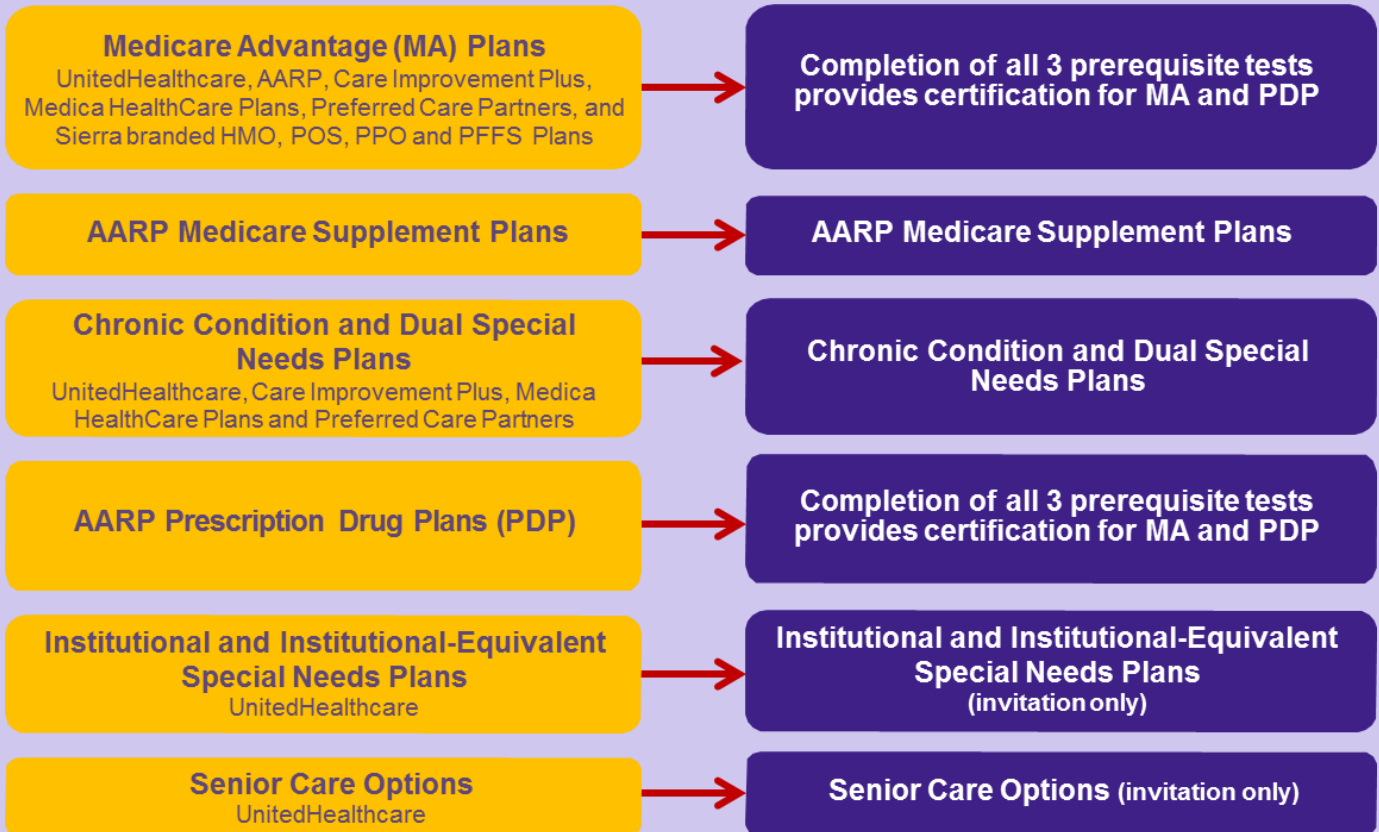 Medicare Advantage (MA) Plans
UnitedHealthcare, AARP, Care Improvement Plus,
Medica HealthCare Plans, Preferred Care Partners, and
Sierra branded HMO, POS, PPO and PFFS Plans
Completion of all 3 prerequisite tests
provides certification for MA and PDP
AARP Medicare Supplement Plans
AARP Medicare Supplement Plans
Chronic Condition and Dual Special
Needs Plans
UnitedHealthcare, Care Improvement Plus, Medica
HealthCare Plans and Preferred Care Partners
Chronic Condition and Dual Special
Needs Plans
AARP Prescription Drug Plans (PDP)
Completion of all 3 prerequisite tests
provides certification for MA and PDP
Institutional and Institutional-Equivalent
Special Needs Plans
UnitedHealthcare
Institutional and Institutional-Equivalent
Special Needs Plans
(invitation only)
Senior Care Options
UnitedHealthcare
Senior Care Options (invitation only)